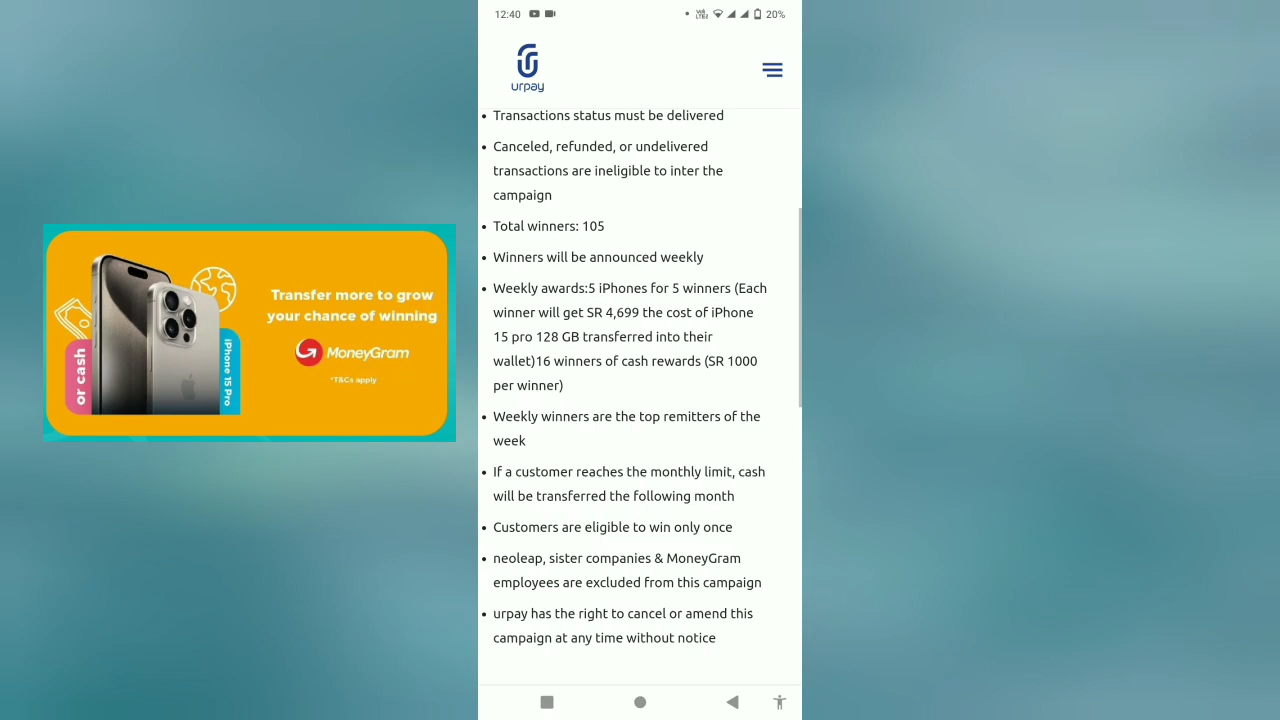 12:40
VoLTE2
20%
urpay
• Transactions status must be delivered
• Canceled, refunded, or undelivered
transactions are ineligible to inter the
campaign
• Total winners: 105
• Winners will be announced weekly
• Weekly awards:5 iPhones for 5 winners (Each
winner will get SR 4,699 the cost of iPhone
15 pro 128 GB transferred into their
wallet)16 winners of cash rewards (SR 1000
per winner)
• Weekly winners are the top remitters of the
week
• If a customer reaches the monthly limit, cash
will be transferred the following month
• Customers are eligible to win only once
• neoleap, sister companies & MoneyGram
employees are excluded from this campaign
• urpay has the right to cancel or amend this
campaign at any time without notice
Transfer more to grow
your chance of winning
MoneyGram
*T&Cs apply
or cash
iPhone 15 Pro